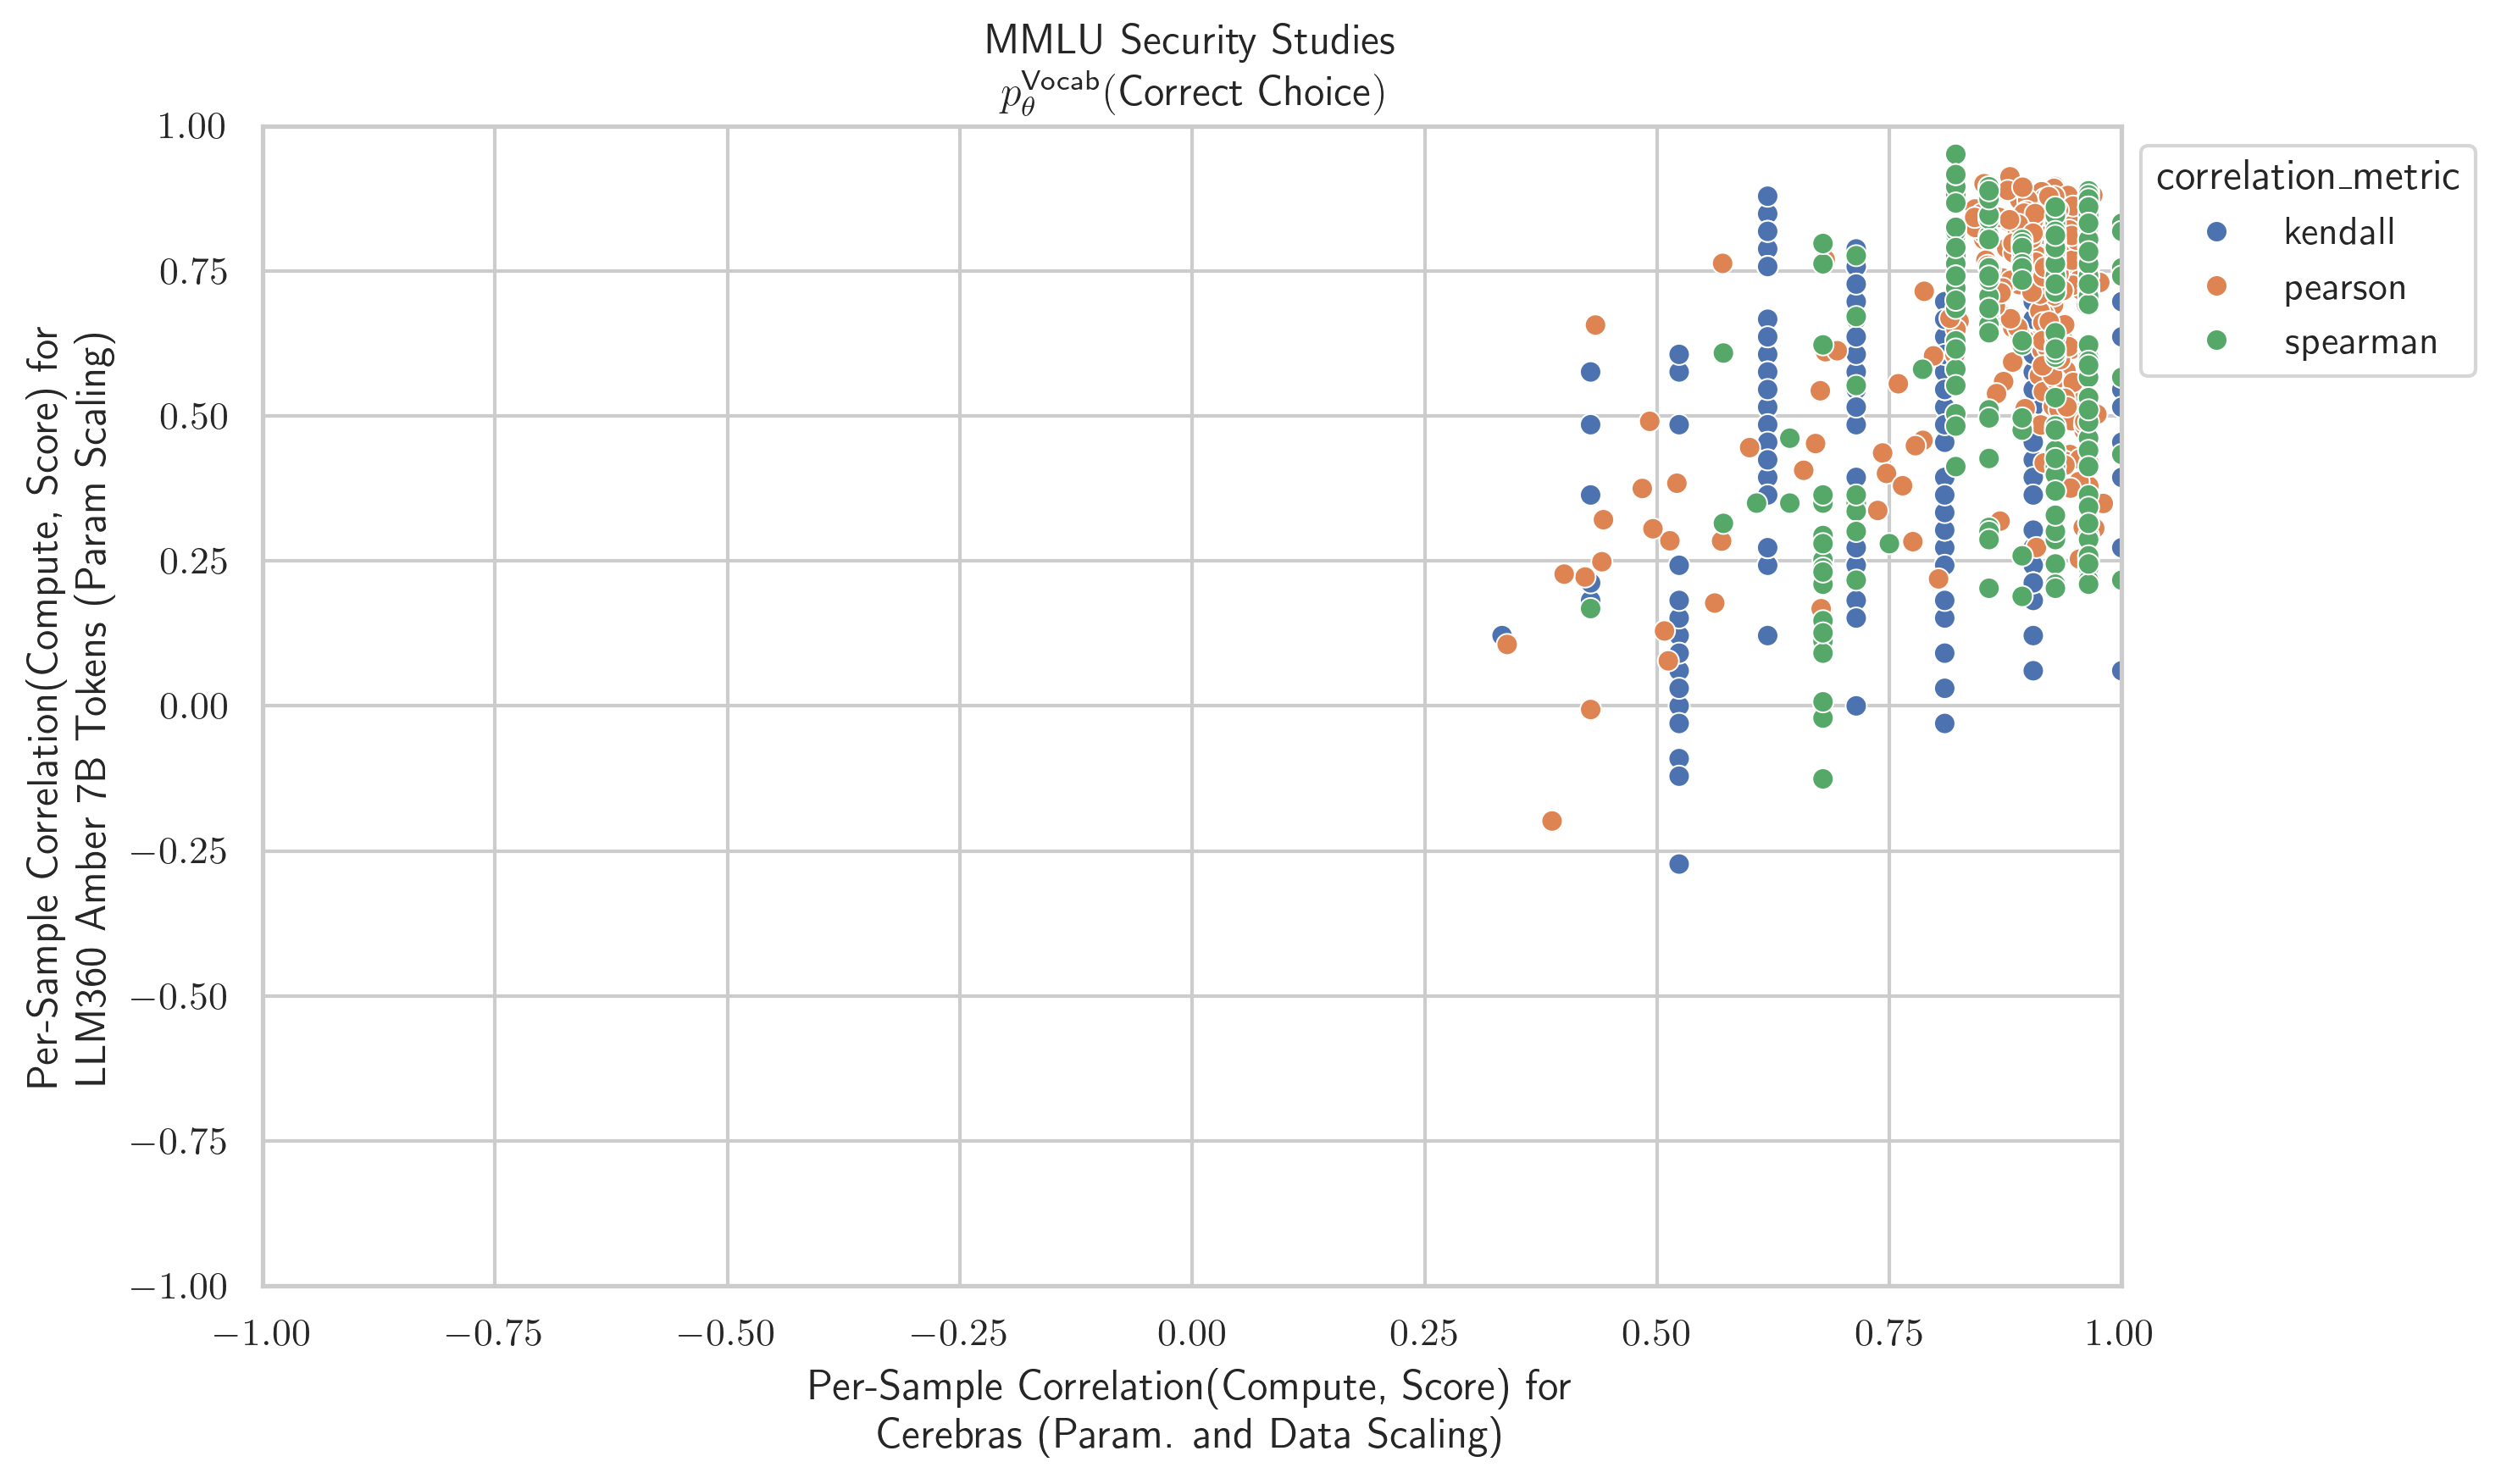 MMLU Security Studies
p_θ^Vocab(Correct Choice)
Per-Sample Correlation(Compute, Score) for
LLM360 Amber 7B Tokens (Param Scaling)
1.00
0.75
0.50
0.25
0.00
−0.25
−0.50
−0.75
−1.00
−1.00 −0.75 −0.50 −0.25 0.00 0.25 0.50 0.75 1.00
Per-Sample Correlation(Compute, Score) for
Cerebras (Param. and Data Scaling)
correlation_metric
kendall
pearson
spearman